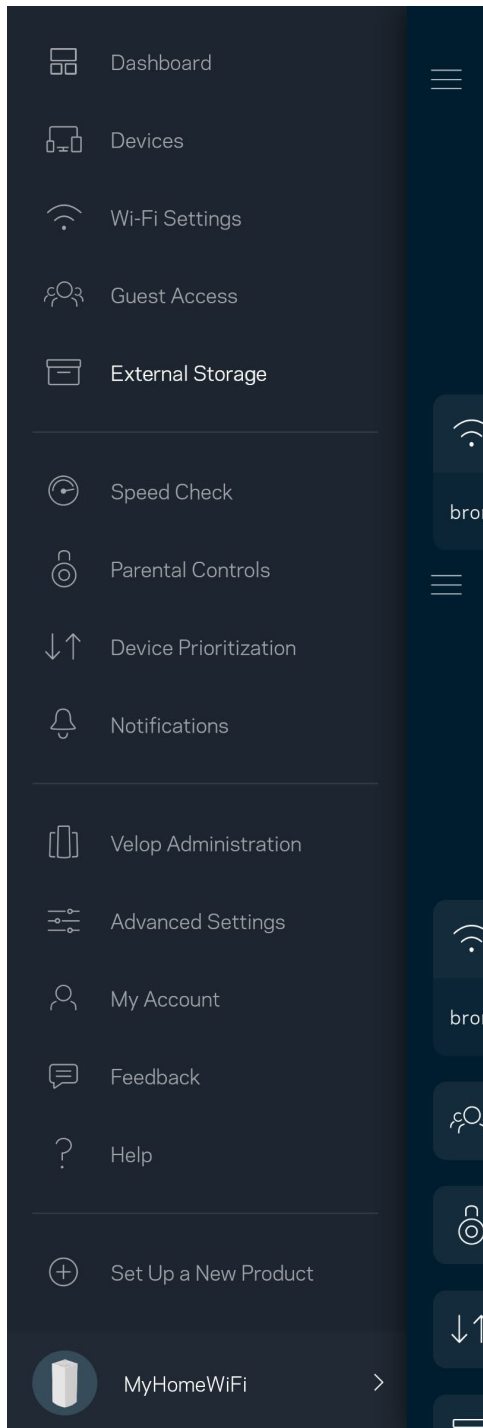 Dashboard
Devices
Wi-Fi Settings
Guest Access
External Storage
Speed Check
Parental Controls
Device Prioritization
Notifications
Velop Administration
Advanced Settings
My Account
Feedback
Help
Set Up a New Product
MyHomeWiFi